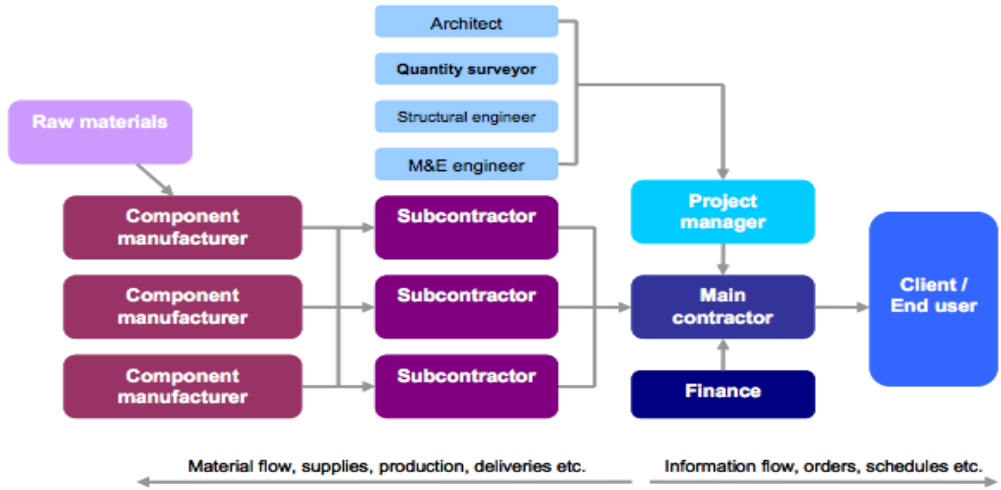 Architect
Quantity surveyor
Structural engineer
M&E engineer
Raw materials
Component
manufacturer
Subcontractor
Project
manager
Component
manufacturer
Subcontractor
Main
contractor
Client /
End user
Component
manufacturer
Subcontractor
Finance
Material flow, supplies, production, deliveries etc.
Information flow, orders, schedules etc.